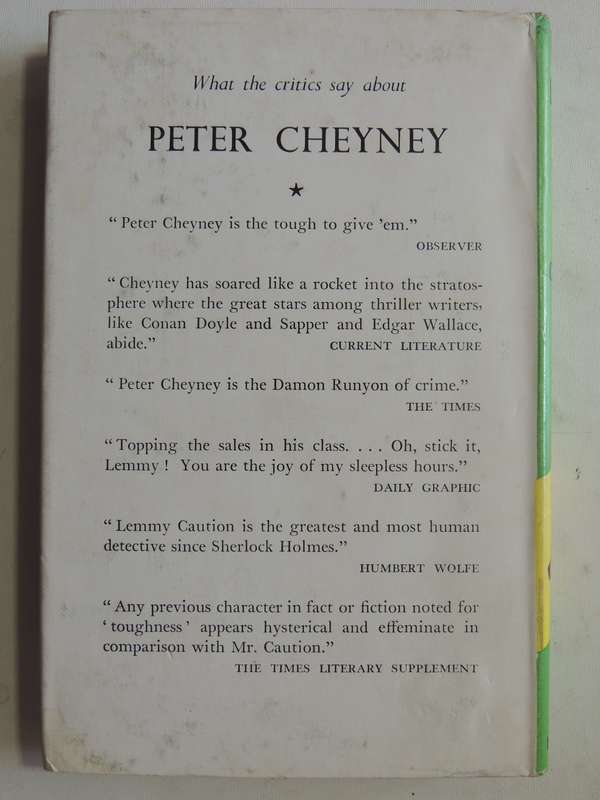 What the critics say about
PETER CHEYNEY
★
“ Peter Cheyney is the tough to give ’em.”
OBSERVER
“ Cheyney has soared like a rocket into the stratos-
phere where the great stars among thriller writers,
like Conan Doyle and Sapper and Edgar Wallace,
abide.” CURRENT LITERATURE
“ Peter Cheyney is the Damon Runyon of crime.”
THE TIMES
“ Topping the sales in his class. . . . Oh, stick it,
Lemmy ! You are the joy of my sleepless hours.”
DAILY GRAPHIC
“ Lemmy Caution is the greatest and most human
detective since Sherlock Holmes.”
HUMBERT WOLFE
“ Any previous character in fact or fiction noted for
‘ toughness ’ appears hysterical and effeminate in
comparison with Mr. Caution.”
THE TIMES LITERARY SUPPLEMENT